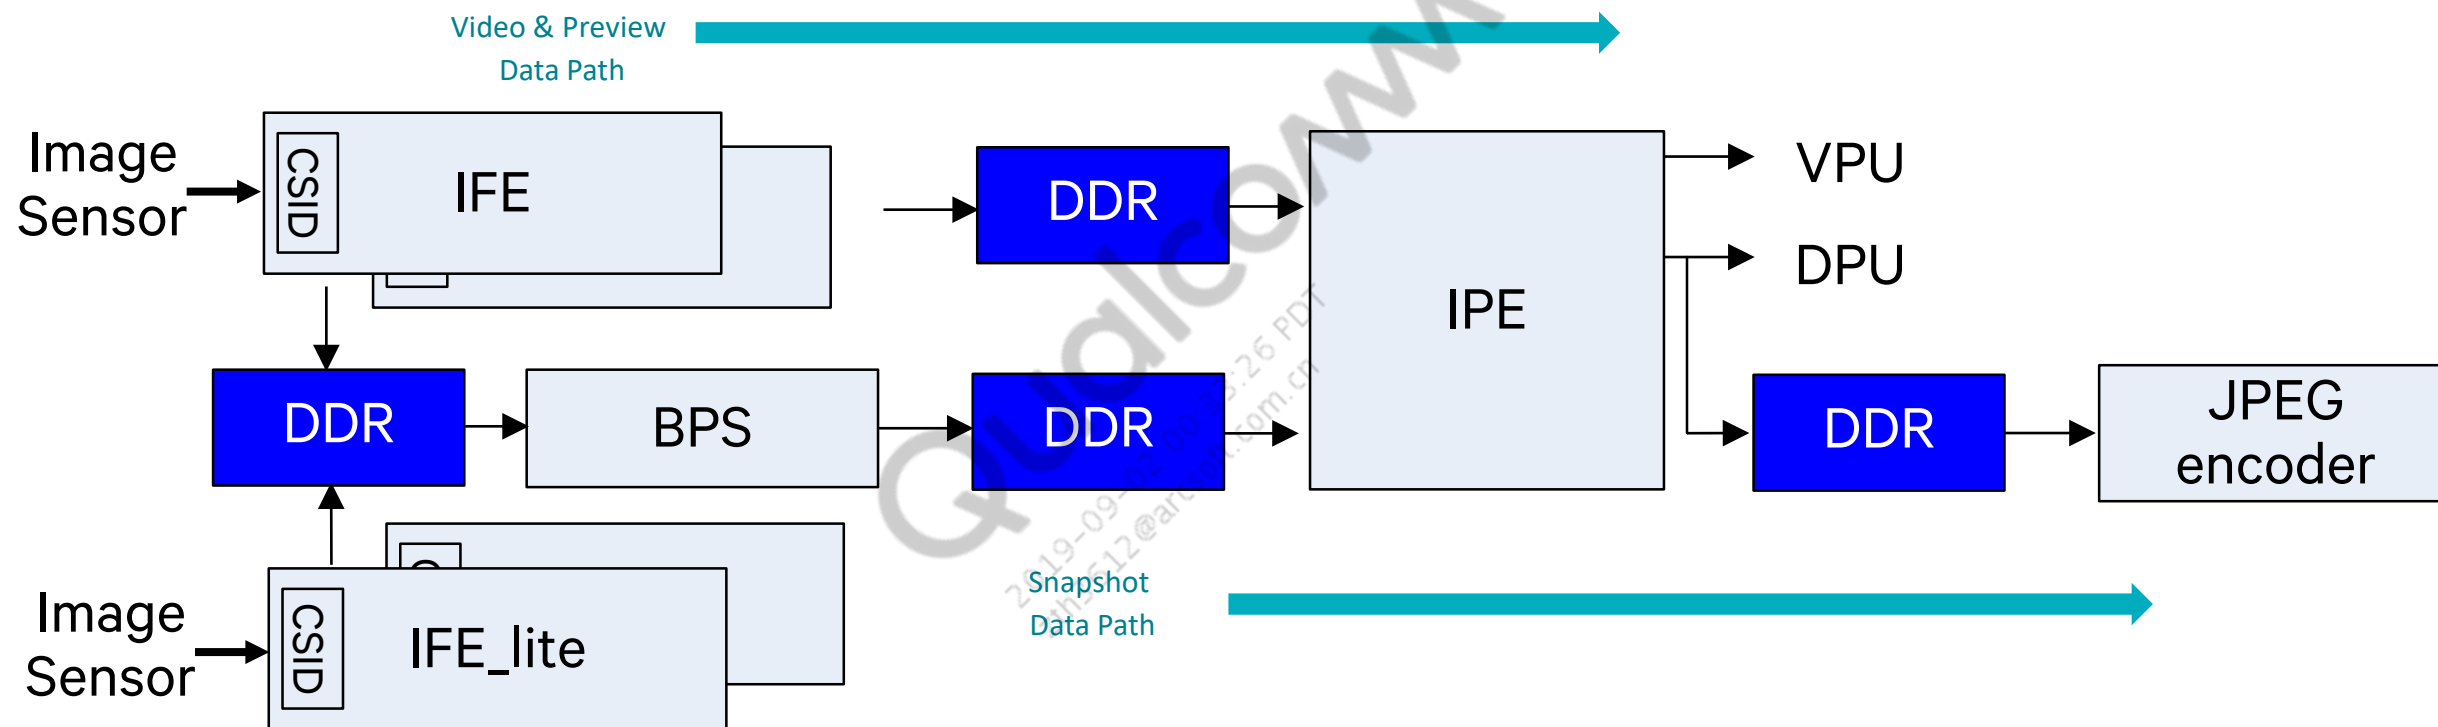 Video & Preview
Data Path
Image
Sensor
CSID
IFE
DDR
IPE
VPU
DPU
DDR
BPS
DDR
DDR
JPEG
encoder
Image
Sensor
CSID
IFE_lite
Snapshot
Data Path
Qualcomm